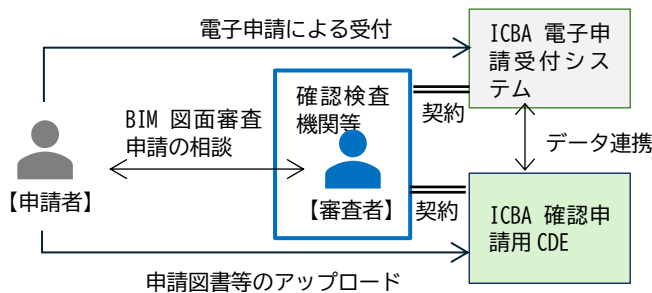 電子申請による受付
ICBA 電子申
請受付シス
テム
確認検査
機関等
契約
BIM 図面審査
申請の相談
データ連携
【申請者】
【審査者】
契約
ICBA 確認申
請用 CDE
申請図書等のアップロード